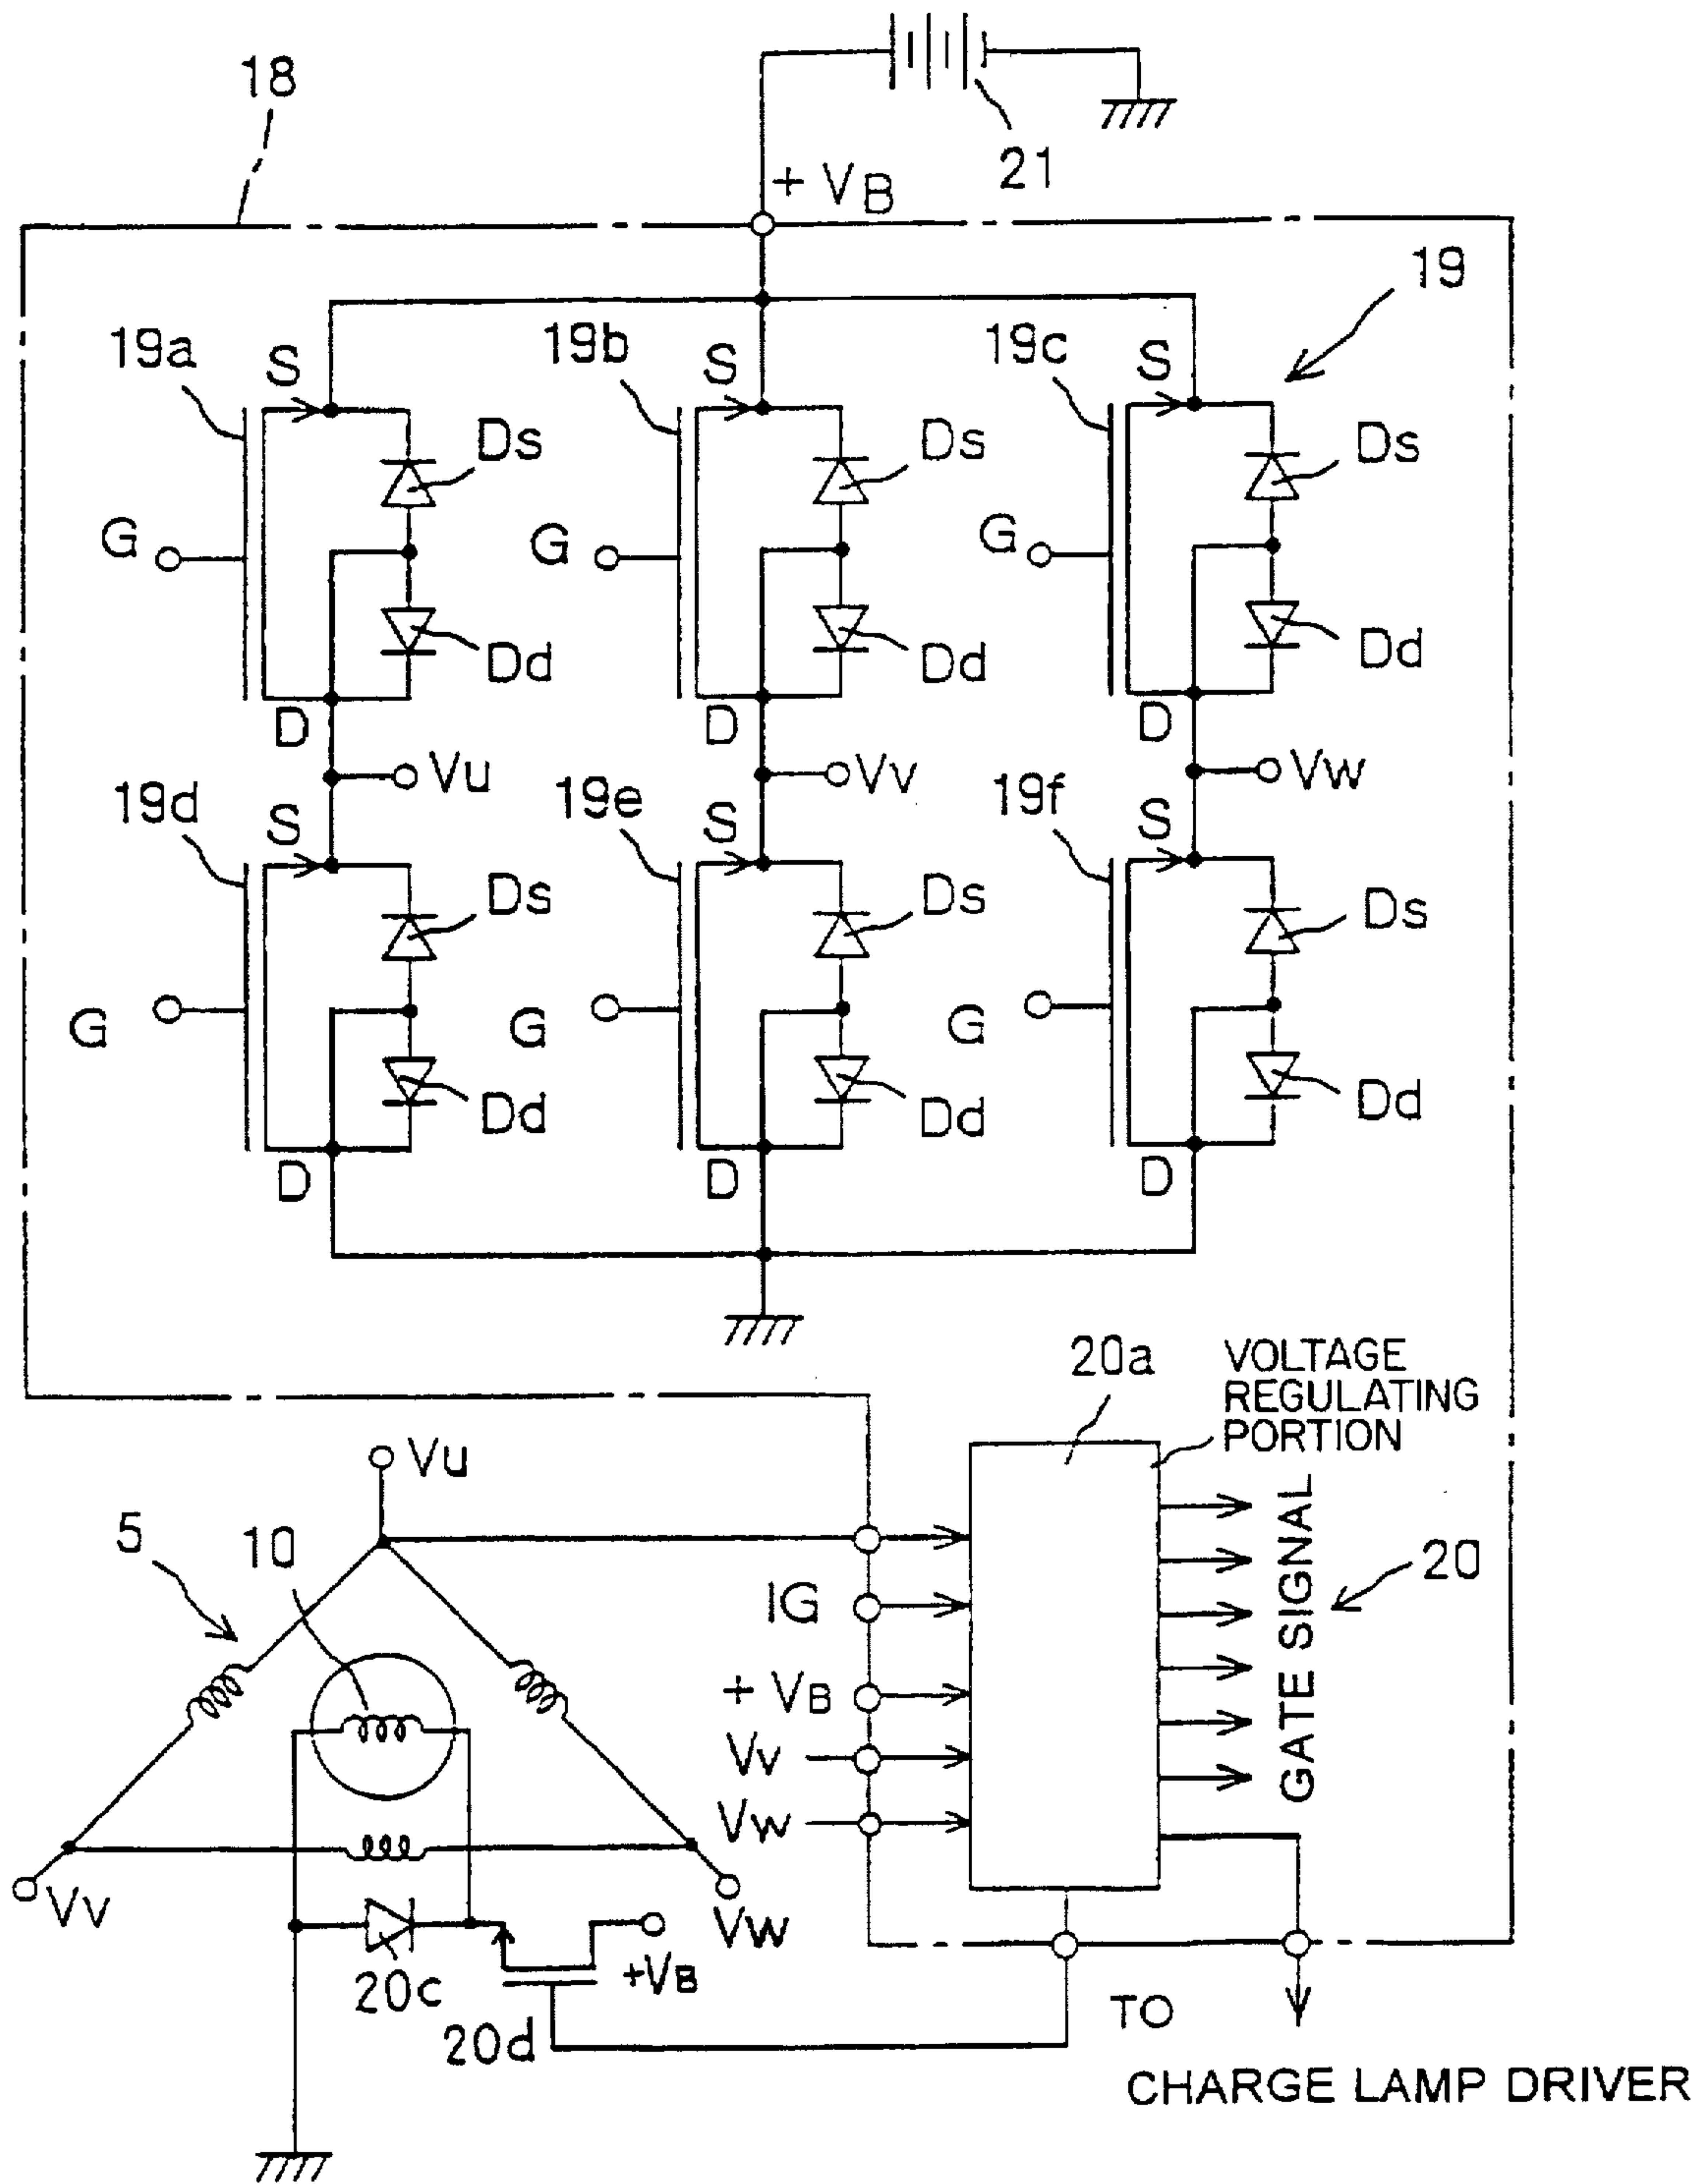 18
21
+ VB
19
19a
S
19b
S
19c
S
Ds
Ds
Ds
G
G
G
Dd
Dd
Dd
D
D
D
Vu
Vv
Vw
19d
S
19e
S
19f
S
Ds
Ds
Ds
G
G
G
Dd
Dd
Dd
D
D
D
20a
VOLTAGE
REGULATING
PORTION
Vu
5
10
IG
+ VB
Vv
Vw
GATE SIGNAL
20
Vv
Vw
20c
+VB
20d
TO
CHARGE LAMP DRIVER